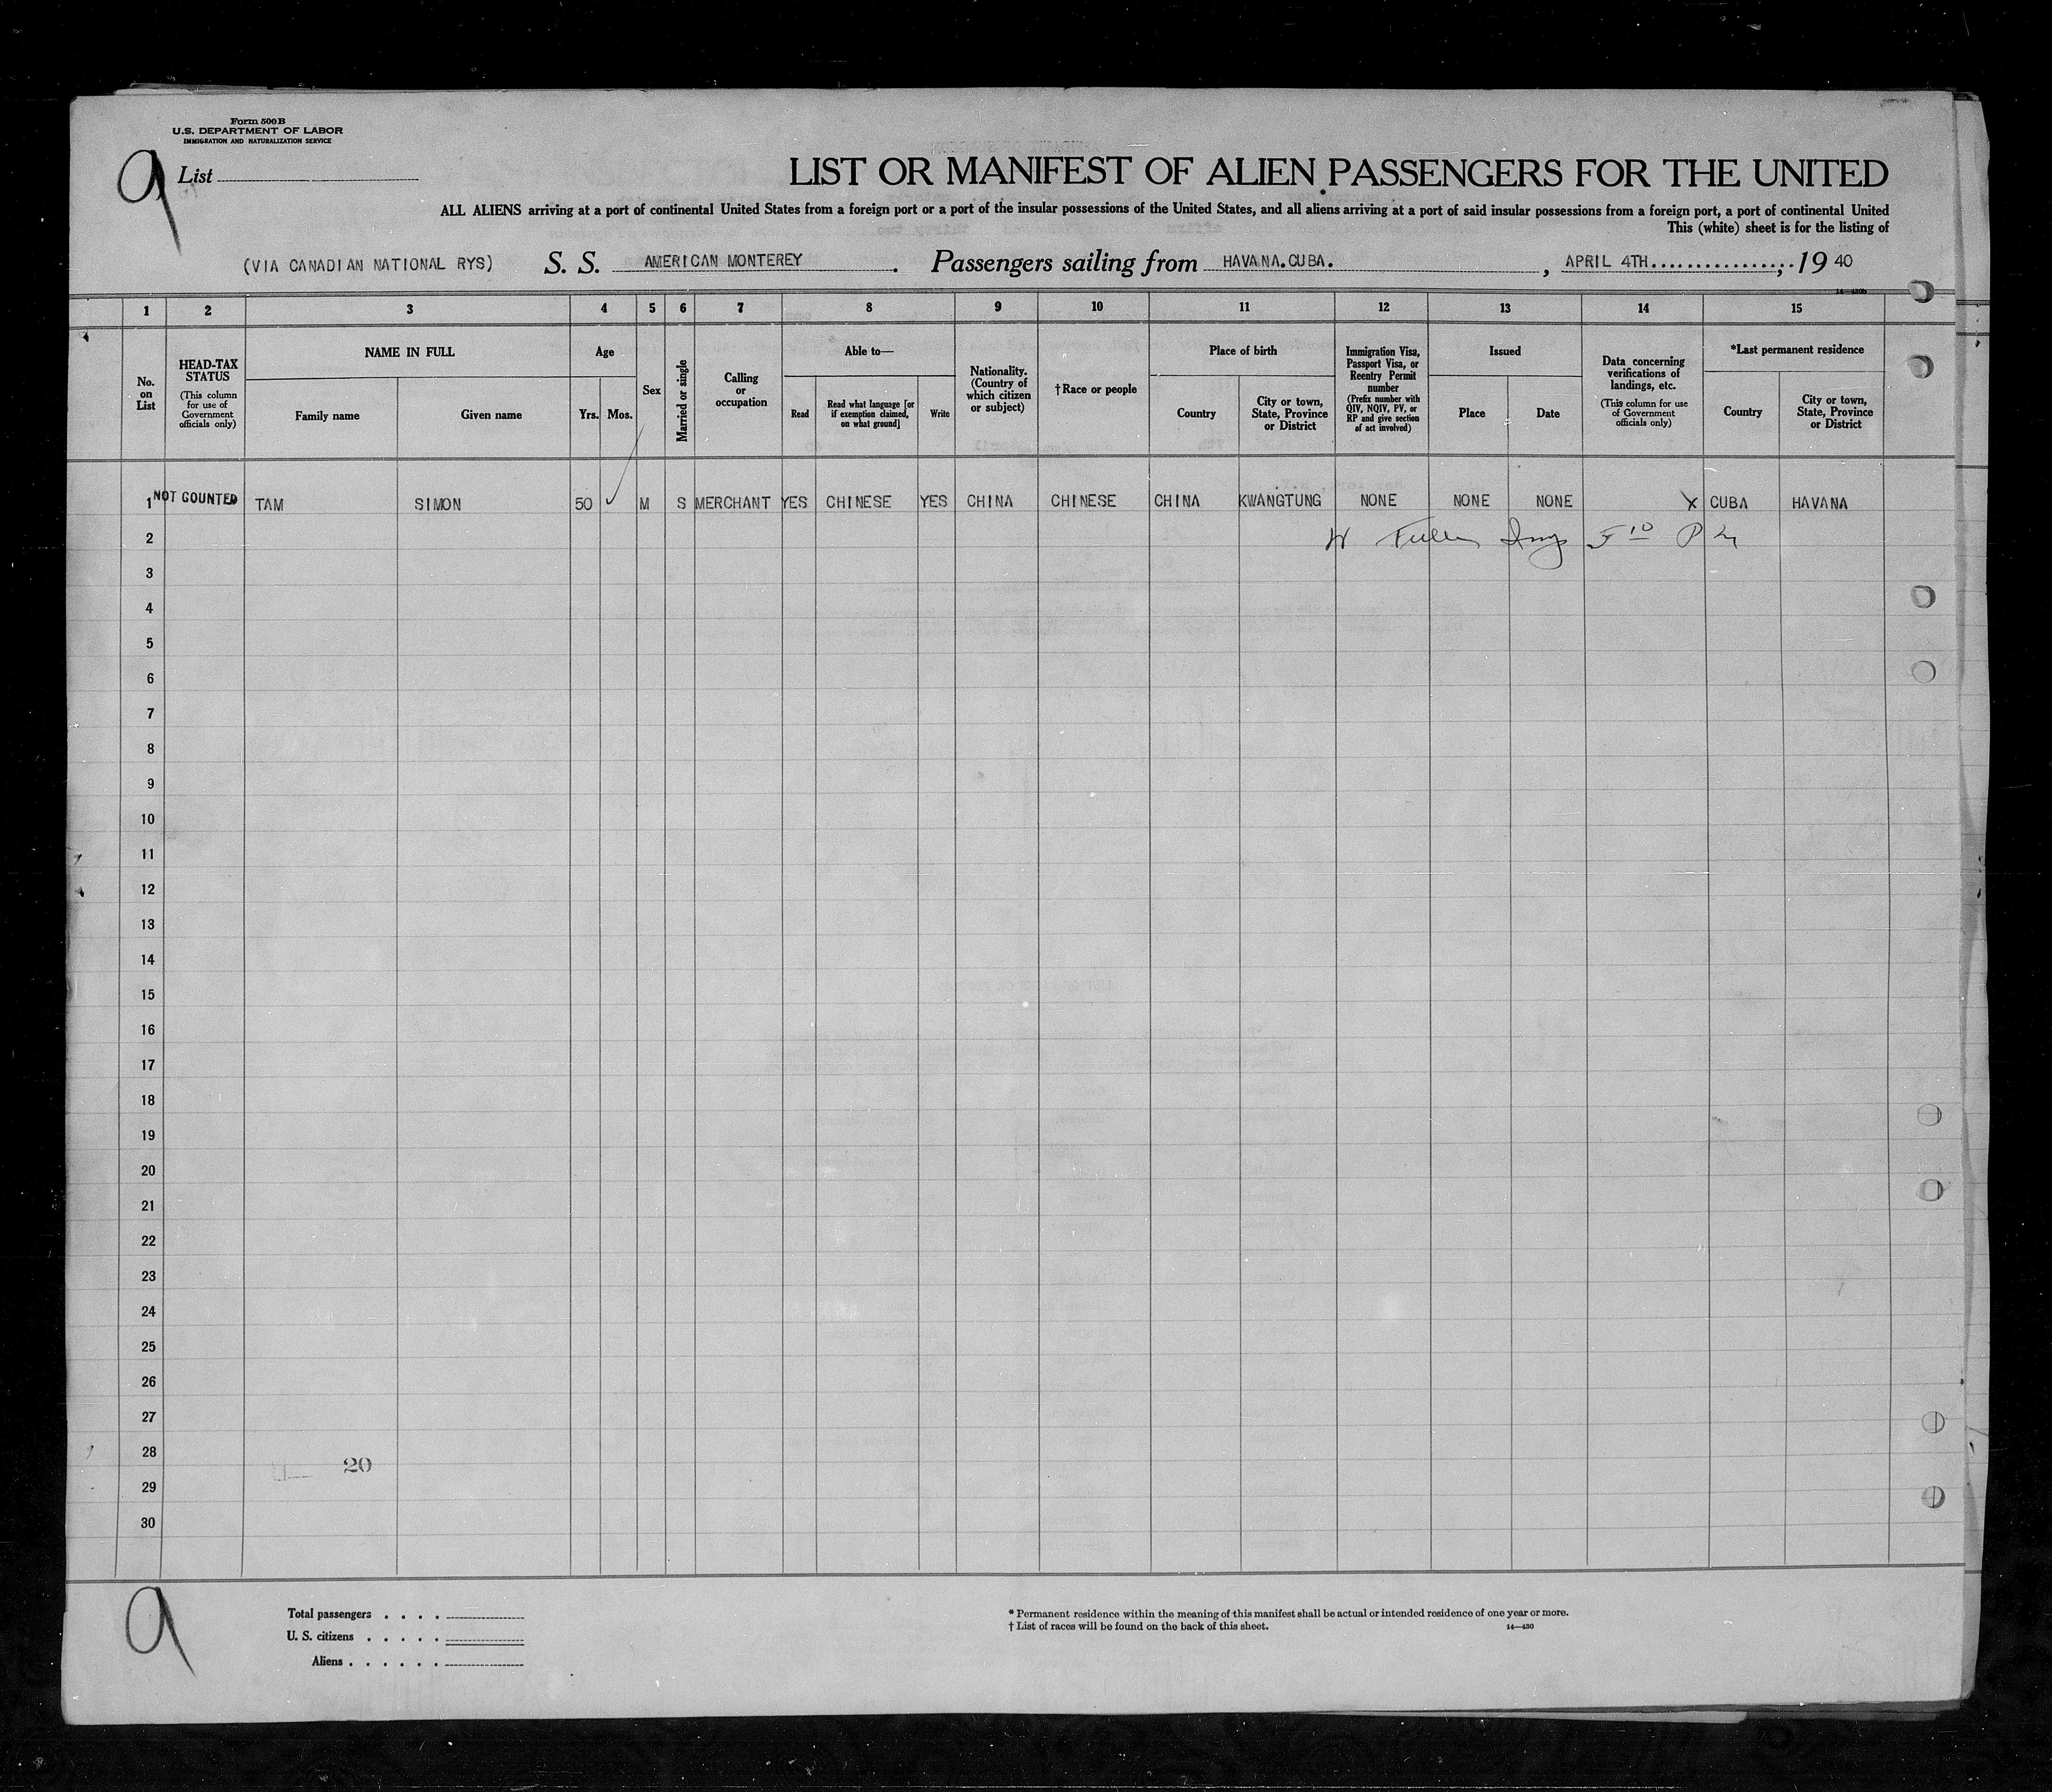 Form 500B
U.S. DEPARTMENT OF LABOR
IMMIGRATION AND NATURALIZATION SERVICE
9 List
LIST OR MANIFEST OF ALIEN PASSENGERS FOR THE UNITED
ALL ALIENS arriving at a port of continental United States from a foreign port or a port of the insular possessions of the United States, and all aliens arriving at a port of said insular possessions from a foreign port, a port of continental United
This (white) sheet is for the listing of
(VIA CANADIAN NATIONAL RYS) S. S. AMERICAN MONTEREY. Passengers sailing from HAVANA.CUBA. , APRIL 4TH................, 19 40
1 2 3 4 5 6 7 8 9 10 11 12 13 14 15
No. on List
HEAD-TAX STATUS
(This column for use of Government officials only)
NAME IN FULL
Family name
Given name
Age
Yrs. Mos.
Sex
Married or single
Calling or occupation
Able to—
Read
Read what language [or if exemption claimed, on what ground]
Write
Nationality. (Country of which citizen or subject)
†Race or people
Place of birth
Country
City or town, State, Province or District
Immigration Visa, Passport Visa, or Reentry Permit number
(Prefix number with QIV, NQIV, PV, or RP and give section of act involved)
Issued
Place
Date
Data concerning verifications of landings, etc.
(This column for use of Government officials only)
*Last permanent residence
Country
City or town, State, Province or District
1 NOT COUNTED TAM SIMON 50 ✓ M S MERCHANT YES CHINESE YES CHINA CHINESE CHINA KWANGTUNG NONE NONE NONE X CUBA HAVANA
2
3
4
5
6
7
8
9
10
11
12
13
14
15
16
17
18
19
20
21
22
23
24
25
26
27
28
20
29
30
9
Total passengers . . . .
U. S. citizens . . . . .
Aliens . . . . . .
* Permanent residence within the meaning of this manifest shall be actual or intended residence of one year or more.
† List of races will be found on the back of this sheet. 14—430